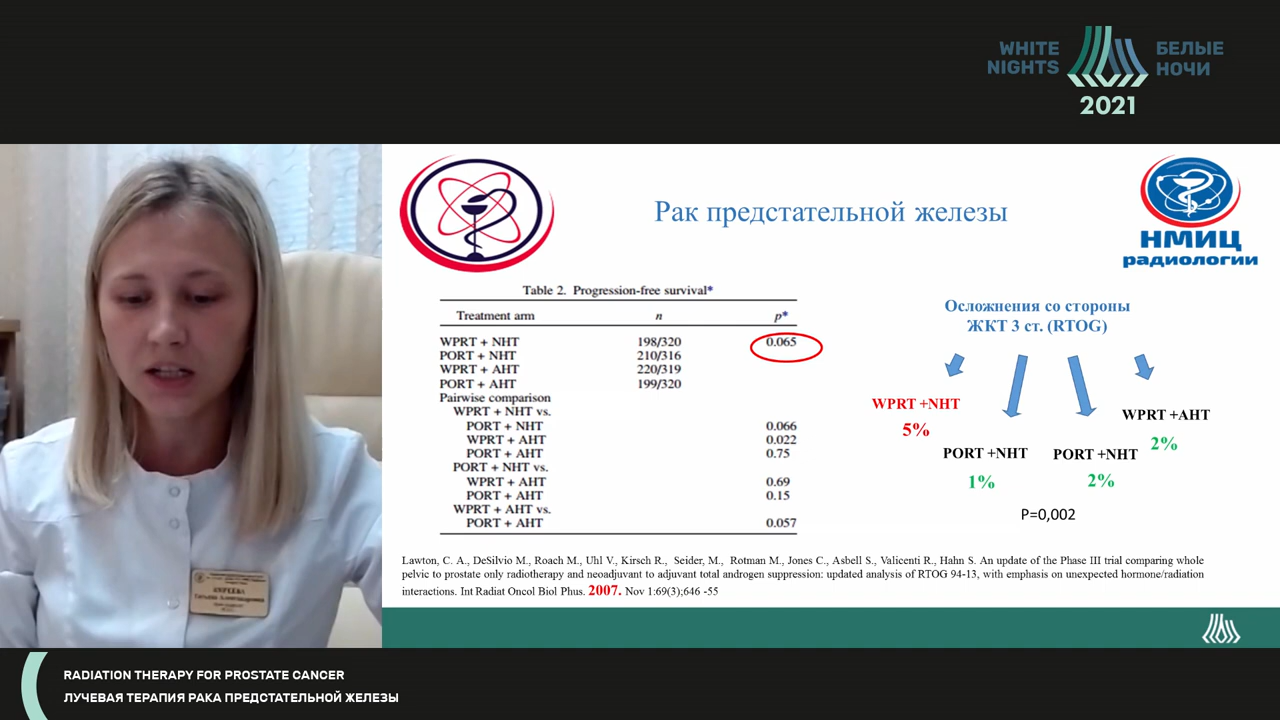 WHITE
NIGHTS
БЕЛЫЕ
НОЧИ
2021
Рак предстательной железы
НМИЦ
радиологии
Table 2. Progression-free survival*
Treatment arm n p*
WPRT + NHT 198/320 0.065
PORT + NHT 210/316
WPRT + AHT 220/319
PORT + AHT 199/320
Pairwise comparison
WPRT + NHT vs.
PORT + NHT 0.066
WPRT + AHT 0.022
PORT + AHT 0.75
PORT + NHT vs.
WPRT + AHT 0.69
PORT + AHT 0.15
WPRT + AHT vs.
PORT + AHT 0.057
Осложнения со стороны
ЖКТ 3 ст. (RTOG)
WPRT +NHT
5%
PORT +NHT
1%
PORT +NHT
2%
WPRT +AHT
2%
P=0,002
Lawton, C. A., DeSilvio M., Roach M., Uhl V., Kirsch R., Seider, M., Rotman M., Jones C., Asbell S., Valicenti R., Hahn S. An update of the Phase III trial comparing whole
pelvic to prostate only radiotherapy and neoadjuvant to adjuvant total androgen suppression: updated analysis of RTOG 94-13, with emphasis on unexpected hormone/radiation
interactions. Int Radiat Oncol Biol Phus. 2007. Nov 1:69(3);646 -55
RADIATION THERAPY FOR PROSTATE CANCER
ЛУЧЕВАЯ ТЕРАПИЯ РАКА ПРЕДСТАТЕЛЬНОЙ ЖЕЛЕЗЫ